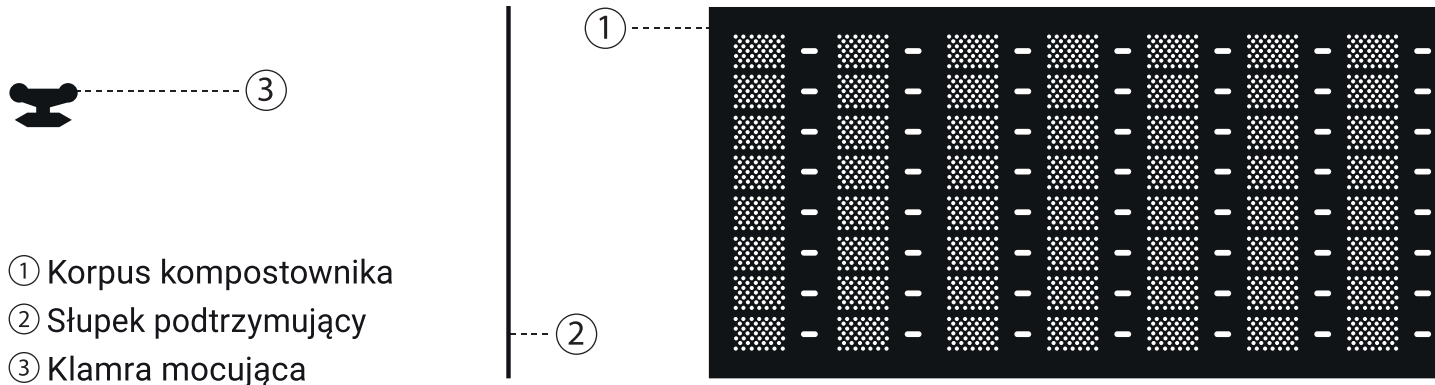 ①
③
① Korpus kompostownika
② Słupek podtrzymujący
②
③ Klamra mocująca